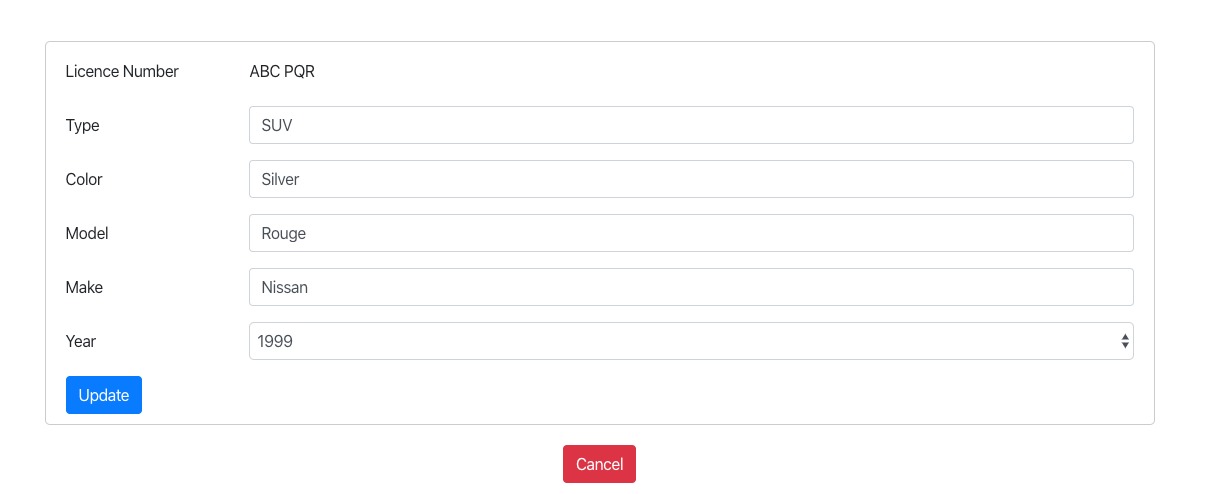 Licence Number ABC PQR
Type SUV
Color Silver
Model Rouge
Make Nissan
Year 1999
Update
Cancel